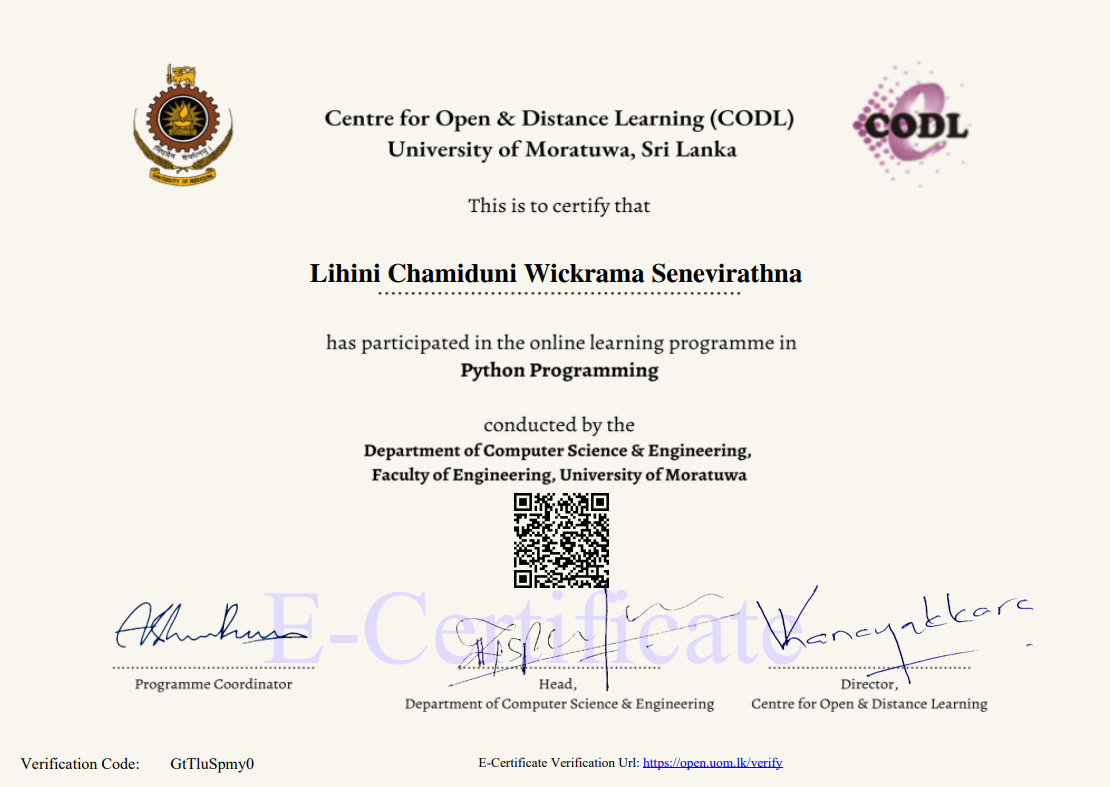 Centre for Open & Distance Learning (CODL)
University of Moratuwa, Sri Lanka
CODL
UNIVERSITY OF MORATUWA
This is to certify that
Lihini Chamiduni Wickrama Senevirathna
has participated in the online learning programme in
Python Programming
conducted by the
Department of Computer Science & Engineering,
Faculty of Engineering, University of Moratuwa
E-Certificate
Programme Coordinator
Head,
Department of Computer Science & Engineering
Director,
Centre for Open & Distance Learning
Verification Code: GtTluSpmy0
E-Certificate Verification Url: https://open.uom.lk/verify